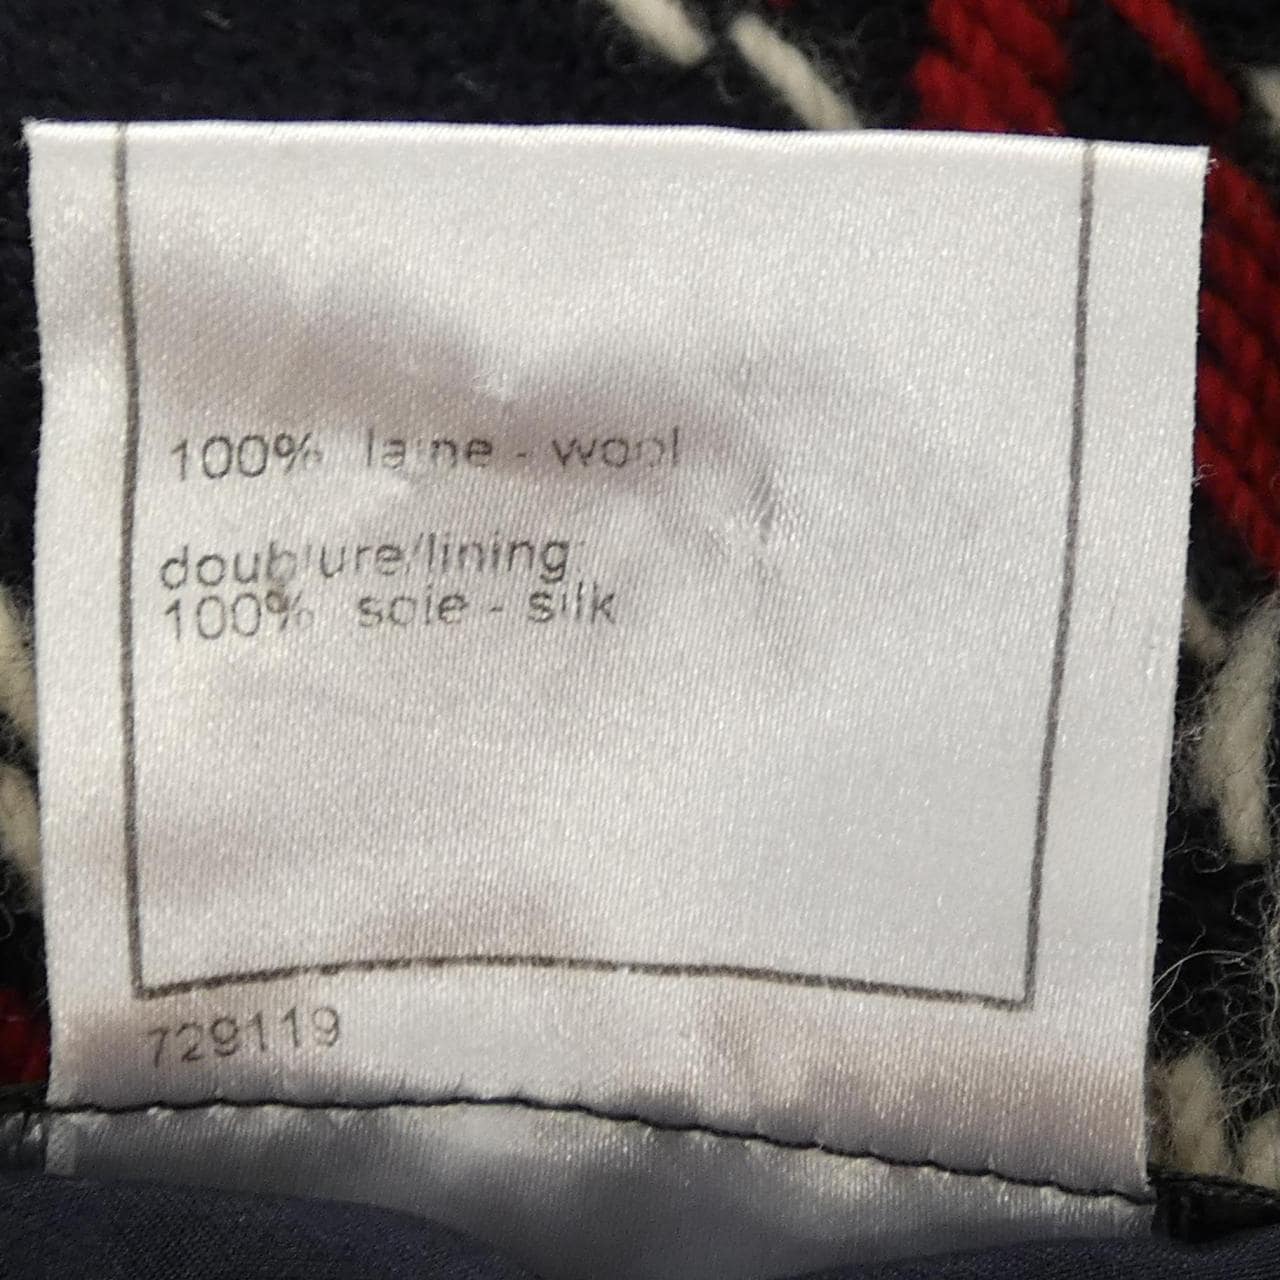 100% laine - wool
doublure/lining:
100% soie - silk
729119